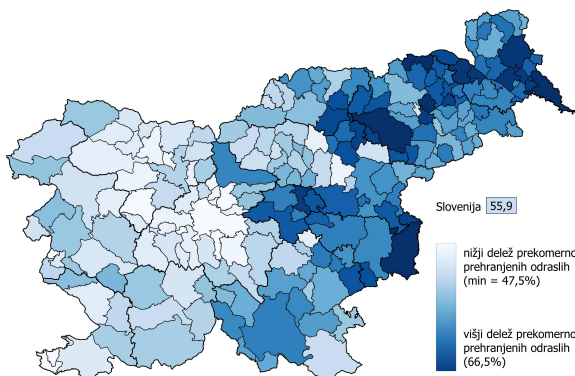 Slovenija 55,9
nižji delež prekomerno
prehranjenih odraslih
(min = 47,5%)
višji delež prekomerno
prehranjenih odraslih
(66,5%)